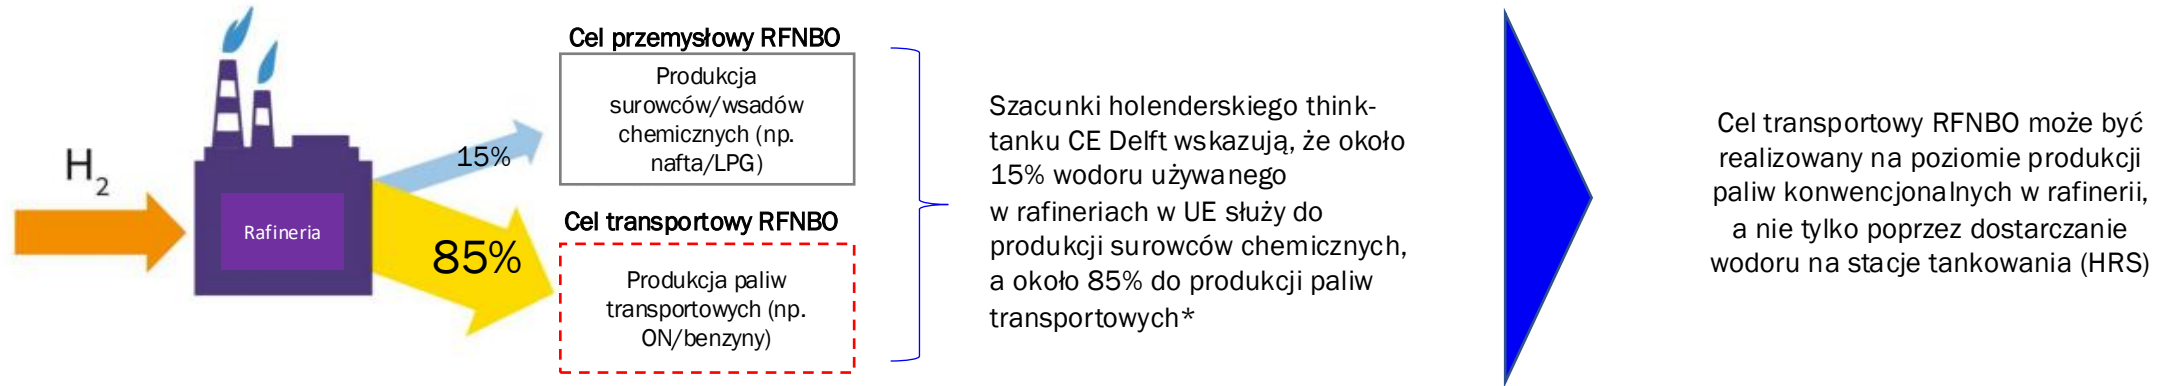 H2
Rafineria
15%
85%
Cel przemysłowy RFNBO
Produkcja
surowców/wsadów
chemicznych (np.
nafta/LPG)
Cel transportowy RFNBO
Produkcja paliw
transportowych (np.
ON/benzyny)
Szacunki holenderskiego think-
tanku CE Delft wskazują, że około
15% wodoru używanego
w rafineriach w UE służy do
produkcji surowców chemicznych,
a około 85% do produkcji paliw
transportowych*
Cel transportowy RFNBO może być
realizowany na poziomie produkcji
paliw konwencjonalnych w rafinerii,
a nie tylko poprzez dostarczanie
wodoru na stacje tankowania (HRS)